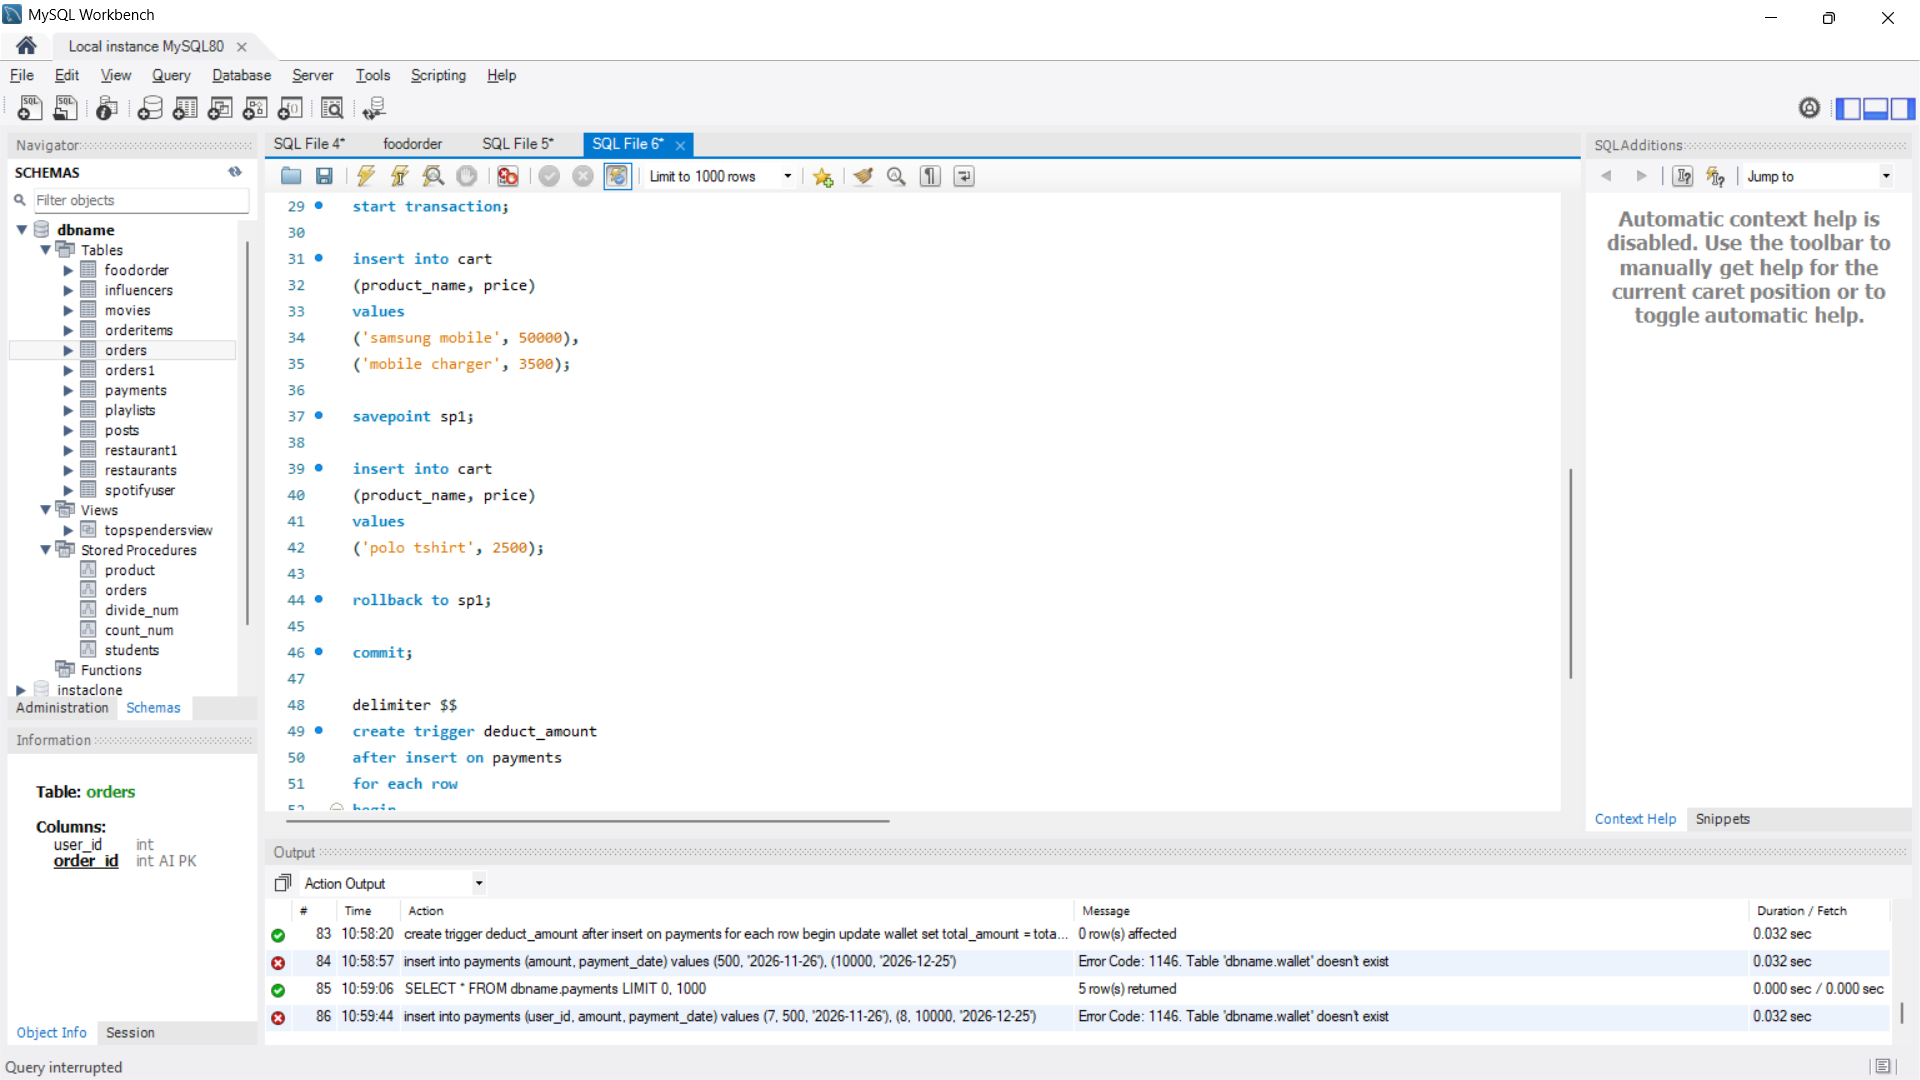 MySQL Workbench
Local instance MySQL80
File Edit View Query Database Server Tools Scripting Help
Navigator
SCHEMAS
Filter objects
dbname
Tables
foodorder
influencers
movies
orderitems
orders
orders1
payments
playlists
posts
restaurant1
restaurants
spotifyuser
Views
topspendersview
Stored Procedures
product
orders
divide_num
count_num
students
Functions
instaclone
Administration Schemas
Information
Table: orders
Columns:
user_id int
order_id int AI PK
Object Info Session
Query interrupted
SQL File 4* foodorder SQL File 5* SQL File 6*
Limit to 1000 rows
29 start transaction;
30
31 insert into cart
32 (product_name, price)
33 values
34 ('samsung mobile', 50000),
35 ('mobile charger', 3500);
36
37 savepoint sp1;
38
39 insert into cart
40 (product_name, price)
41 values
42 ('polo tshirt', 2500);
43
44 rollback to sp1;
45
46 commit;
47
48 delimiter $$
49 create trigger deduct_amount
50 after insert on payments
51 for each row
52 begin
Output
Action Output
# Time Action Message Duration / Fetch
83 10:58:20 create trigger deduct_amount after insert on payments for each row begin update wallet set total_amount = tota... 0 row(s) affected 0.032 sec
84 10:58:57 insert into payments (amount, payment_date) values (500, '2026-11-26'), (10000, '2026-12-25') Error Code: 1146. Table 'dbname.wallet' doesn't exist 0.032 sec
85 10:59:06 SELECT * FROM dbname.payments LIMIT 0, 1000 5 row(s) returned 0.000 sec / 0.000 sec
86 10:59:44 insert into payments (user_id, amount, payment_date) values (7, 500, '2026-11-26'), (8, 10000, '2026-12-25') Error Code: 1146. Table 'dbname.wallet' doesn't exist 0.032 sec
SQLAdditions
Jump to
Automatic context help is
disabled. Use the toolbar to
manually get help for the
current caret position or to
toggle automatic help.
Context Help Snippets